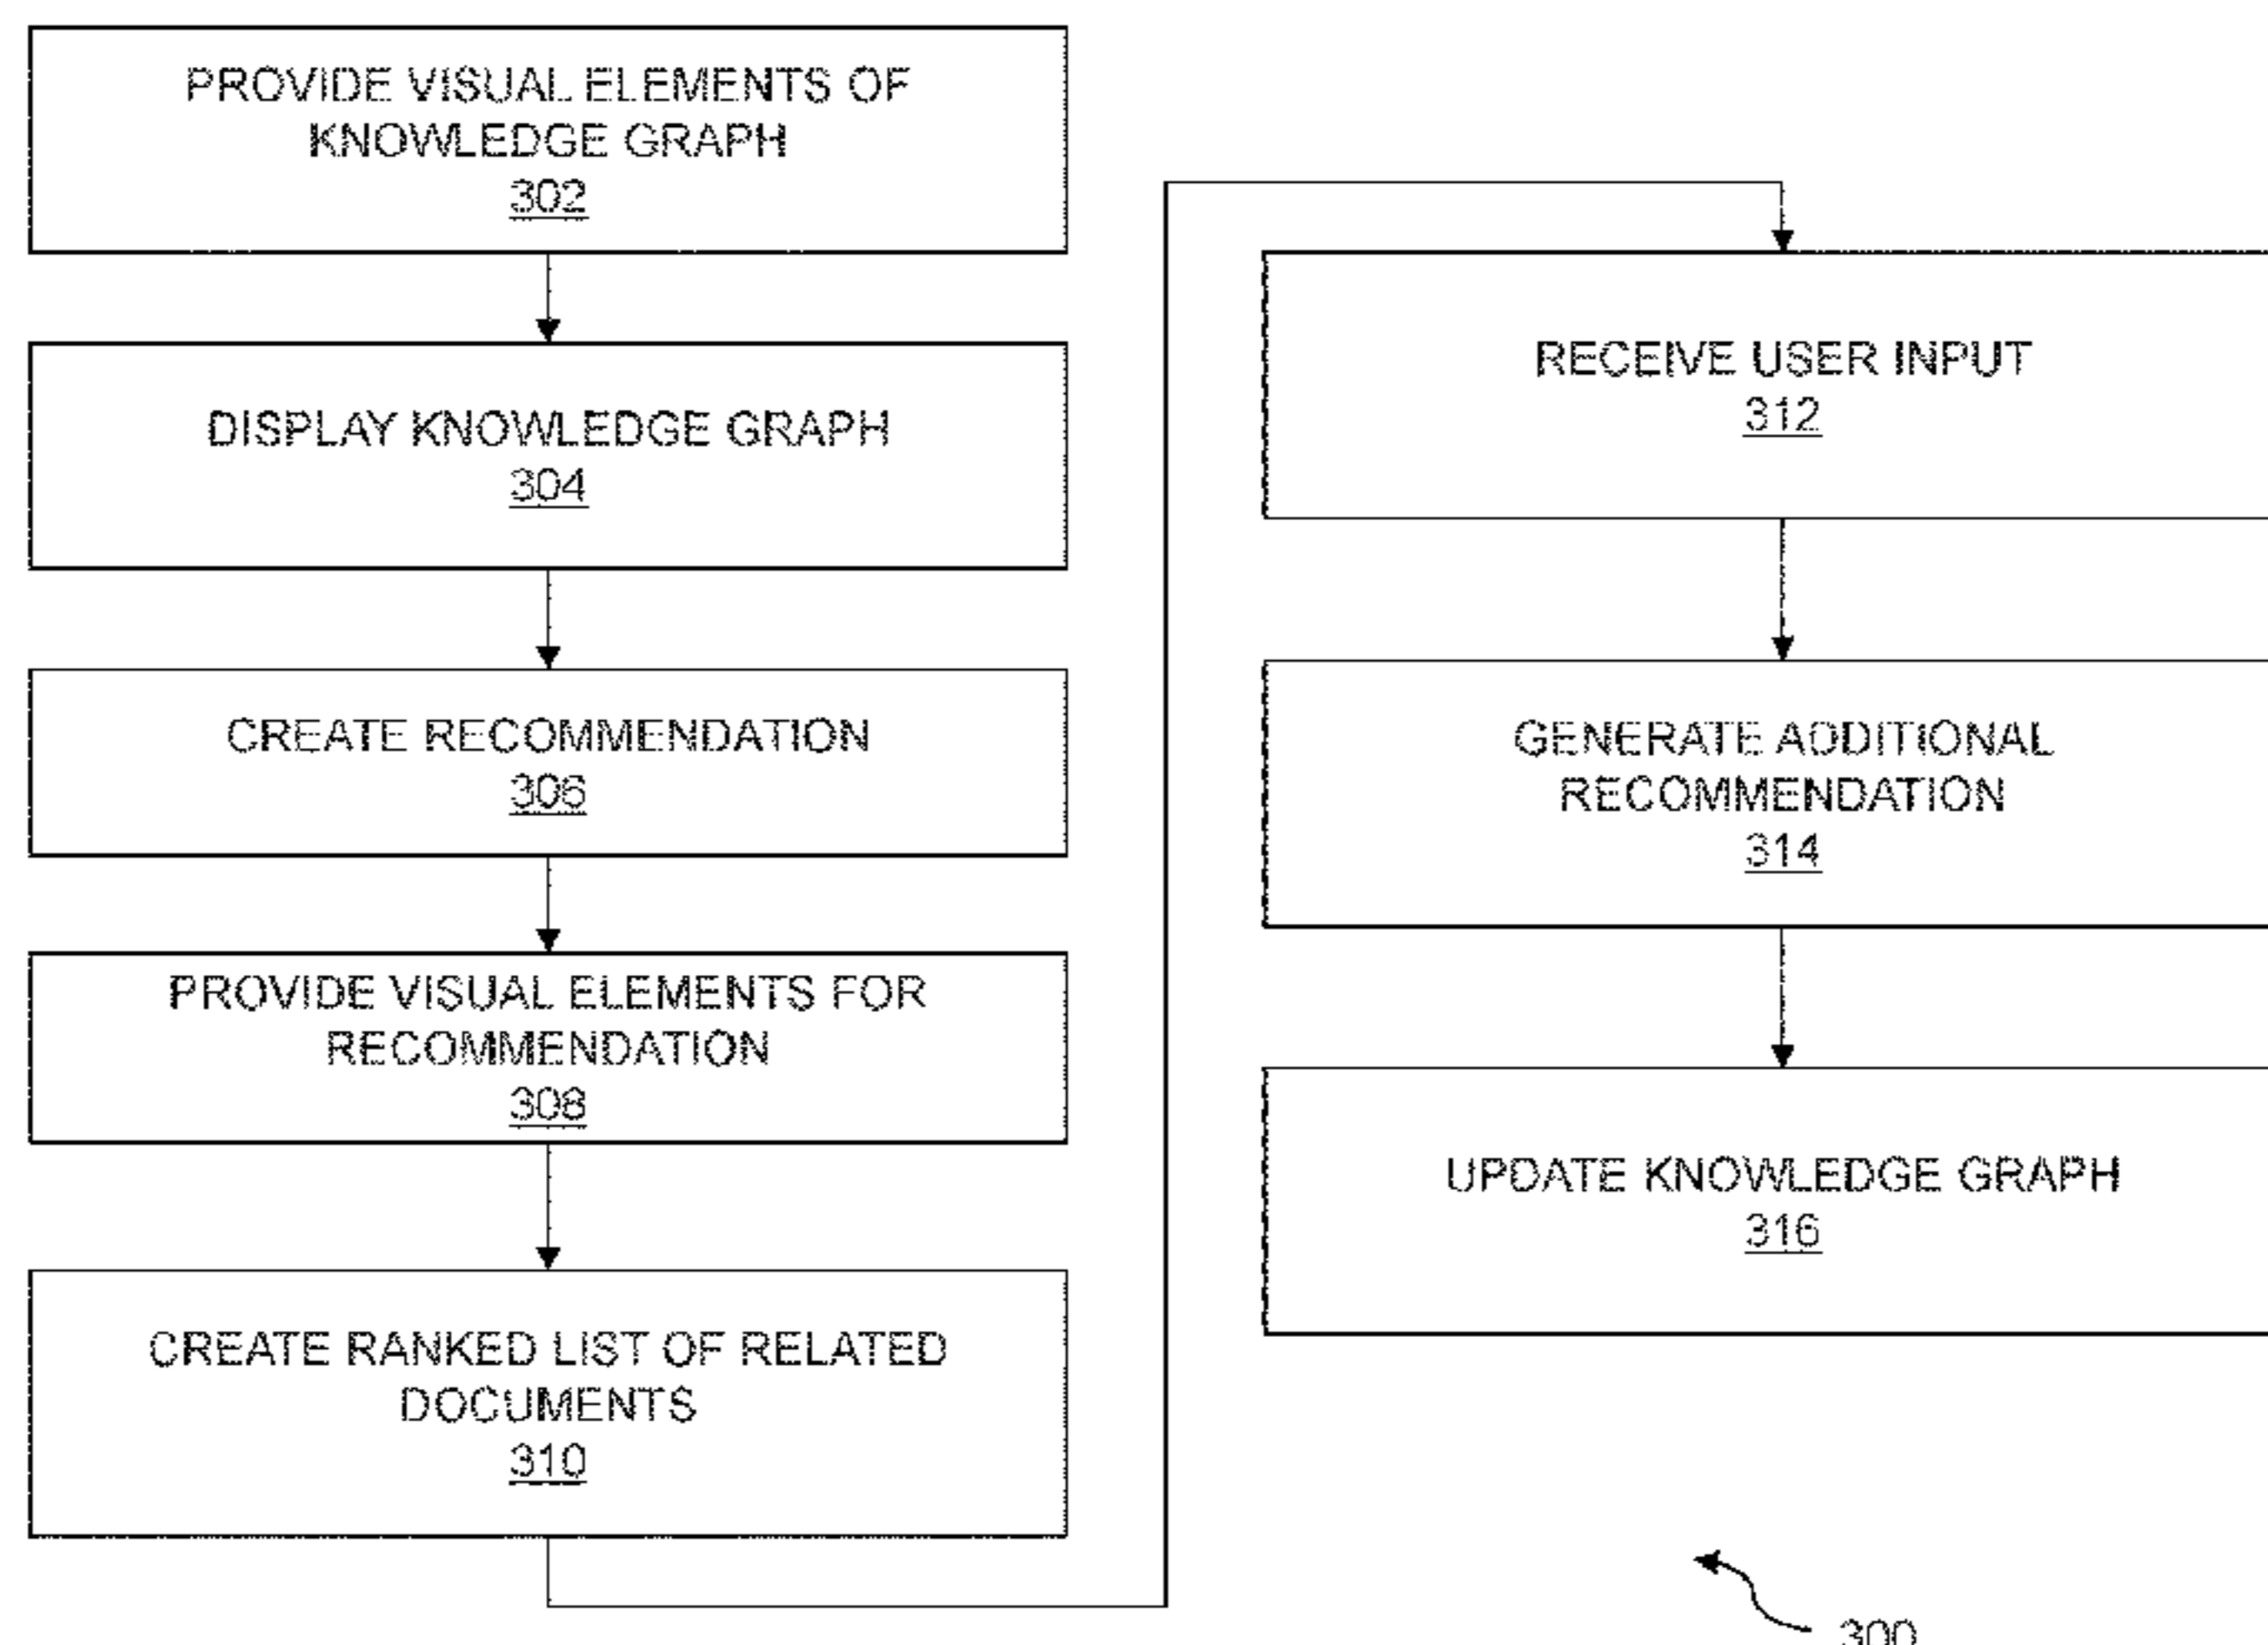 PROVIDE VISUAL ELEMENTS OF
KNOWLEDGE GRAPH
302
DISPLAY KNOWLEDGE GRAPH
304
CREATE RECOMMENDATION
306
PROVIDE VISUAL ELEMENTS FOR
RECOMMENDATION
308
CREATE RANKED LIST OF RELATED
DOCUMENTS
310
RECEIVE USER INPUT
312
GENERATE ADDITIONAL
RECOMMENDATION
314
UPDATE KNOWLEDGE GRAPH
316
300